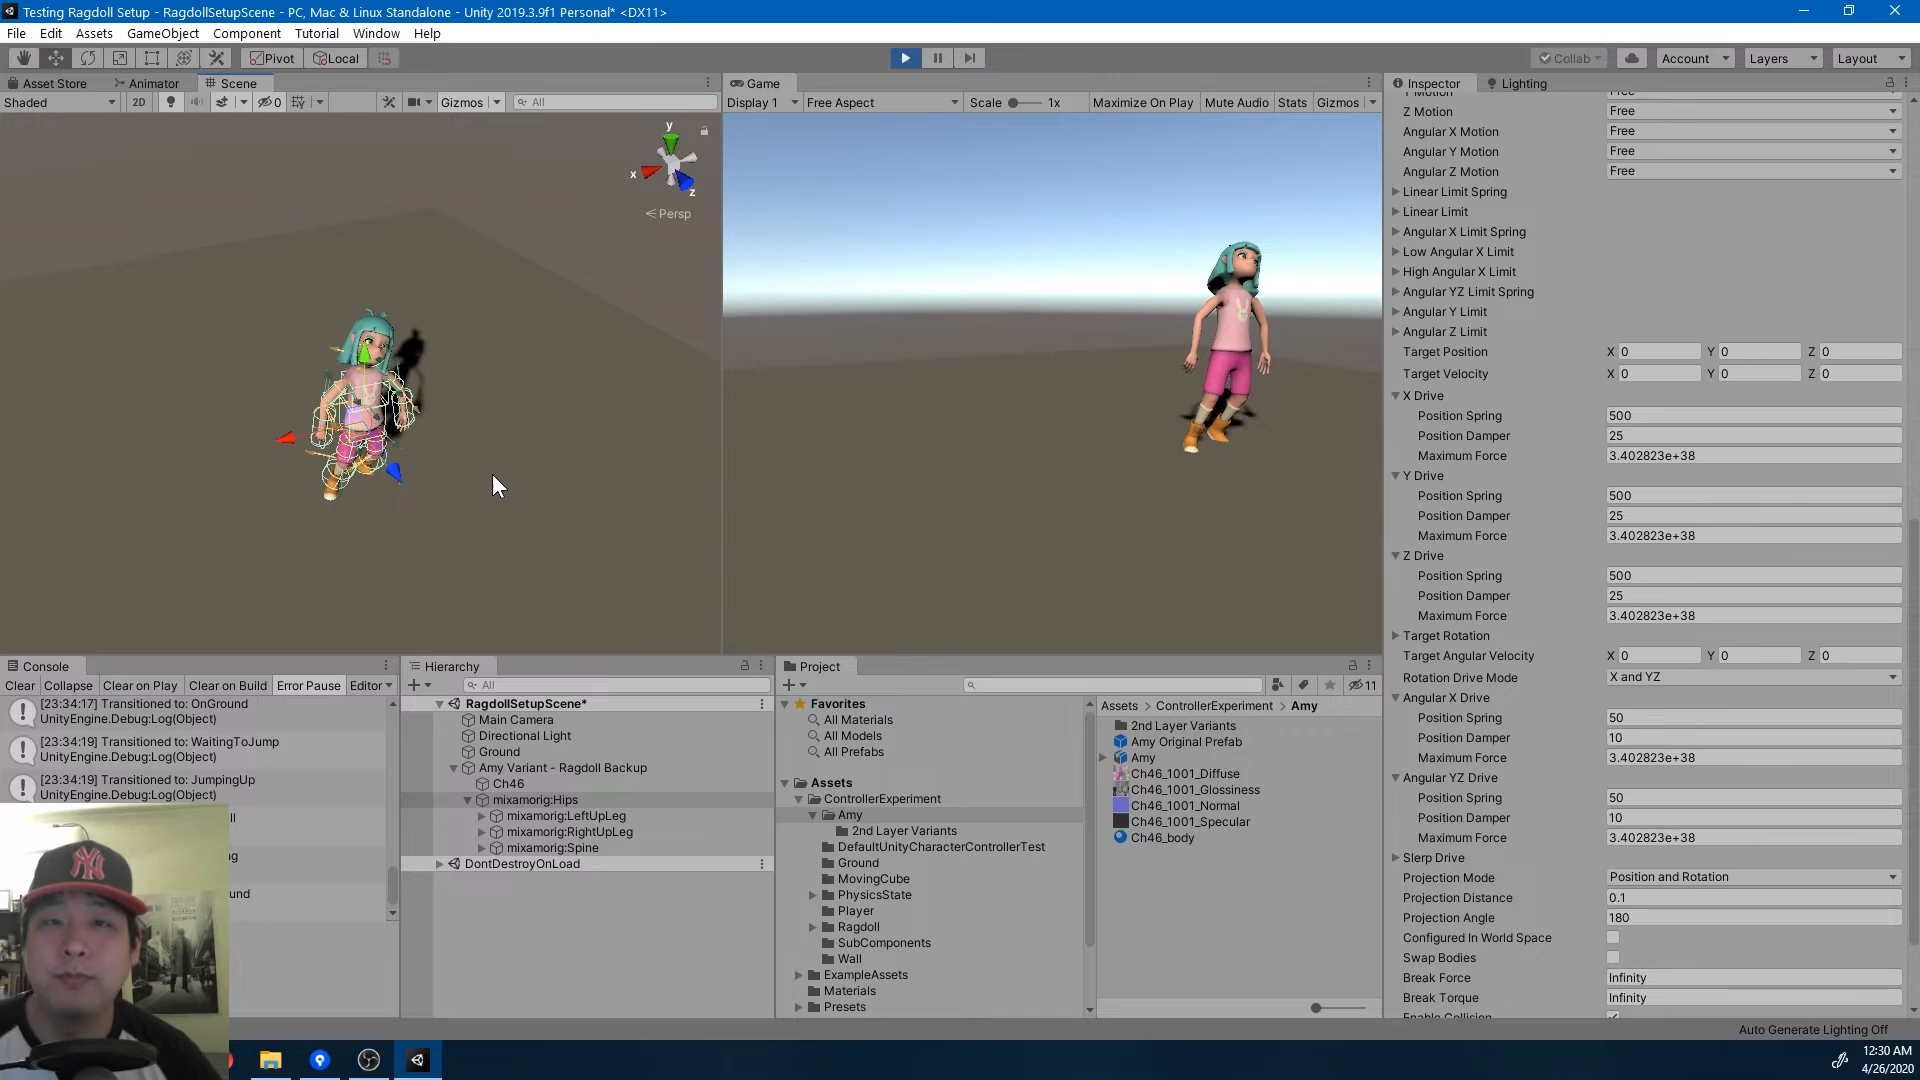 Testing Ragdoll Setup - RagdollSetupScene - PC, Mac & Linux Standalone - Unity 2019.3.9f1 Personal* <DX11>
File Edit Assets GameObject Component Tutorial Window Help
Pivot Local Collab Account Layers Layout
Asset Store Animator Scene
Shaded 2D 0 Gizmos All
y
x
z
Persp
Game
Display 1 Free Aspect Scale 1x Maximize On Play Mute Audio Stats Gizmos
Inspector Lighting
Z Motion Free
Angular X Motion Free
Angular Y Motion Free
Angular Z Motion Free
Linear Limit Spring
Linear Limit
Angular X Limit Spring
Low Angular X Limit
High Angular X Limit
Angular YZ Limit Spring
Angular Y Limit
Angular Z Limit
Target Position X 0 Y 0 Z 0
Target Velocity X 0 Y 0 Z 0
X Drive
Position Spring 500
Position Damper 25
Maximum Force 3.402823e+38
Y Drive
Position Spring 500
Position Damper 25
Maximum Force 3.402823e+38
Z Drive
Position Spring 500
Position Damper 25
Maximum Force 3.402823e+38
Target Rotation
Target Angular Velocity X 0 Y 0 Z 0
Rotation Drive Mode X and YZ
Angular X Drive
Position Spring 50
Position Damper 10
Maximum Force 3.402823e+38
Angular YZ Drive
Position Spring 50
Position Damper 10
Maximum Force 3.402823e+38
Slerp Drive
Projection Mode Position and Rotation
Projection Distance 0.1
Projection Angle 180
Configured In World Space
Swap Bodies
Break Force Infinity
Break Torque Infinity
Enable Collision
Console
Clear Collapse Clear on Play Clear on Build Error Pause Editor
[23:34:17] Transitioned to: OnGround
UnityEngine.Debug:Log(Object)
[23:34:19] Transitioned to: WaitingToJump
UnityEngine.Debug:Log(Object)
[23:34:19] Transitioned to: JumpingUp
UnityEngine.Debug:Log(Object)
ll
ng
und
Hierarchy
All
RagdollSetupScene*
Main Camera
Directional Light
Ground
Amy Variant - Ragdoll Backup
Ch46
mixamorig:Hips
mixamorig:LeftUpLeg
mixamorig:RightUpLeg
mixamorig:Spine
DontDestroyOnLoad
Project
11
Favorites
All Materials
All Models
All Prefabs
Assets
ControllerExperiment
Amy
2nd Layer Variants
DefaultUnityCharacterControllerTest
Ground
MovingCube
PhysicsState
Player
Ragdoll
SubComponents
Wall
ExampleAssets
Materials
Presets
Assets ControllerExperiment Amy
2nd Layer Variants
Amy Original Prefab
Amy
Ch46_1001_Diffuse
Ch46_1001_Glossiness
Ch46_1001_Normal
Ch46_1001_Specular
Ch46_body
Auto Generate Lighting Off
12:30 AM
4/26/2020